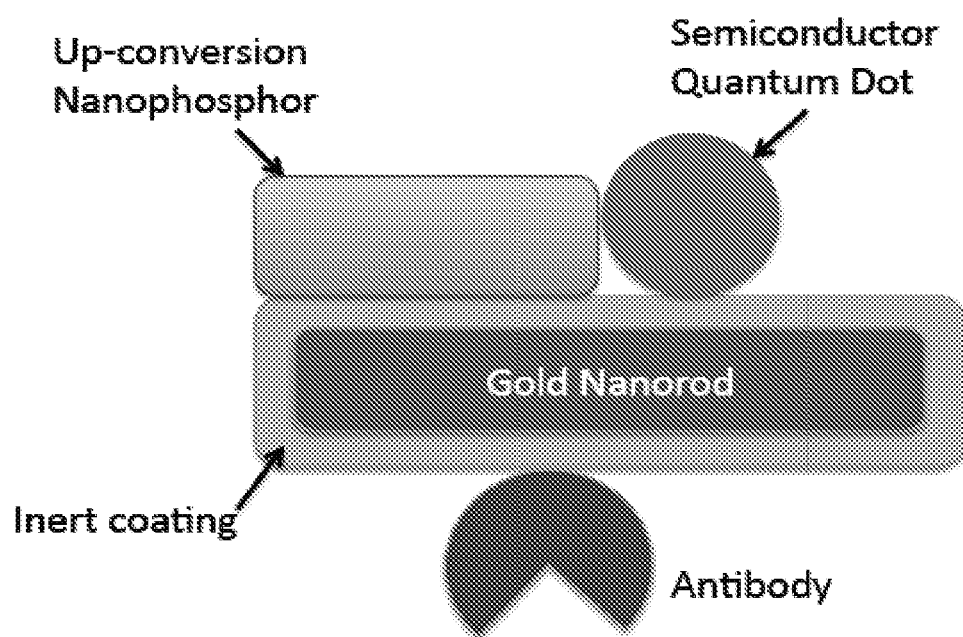 Up-conversion
Nanophosphor
Semiconductor
Quantum Dot
Gold Nanorod
Inert coating
Antibody